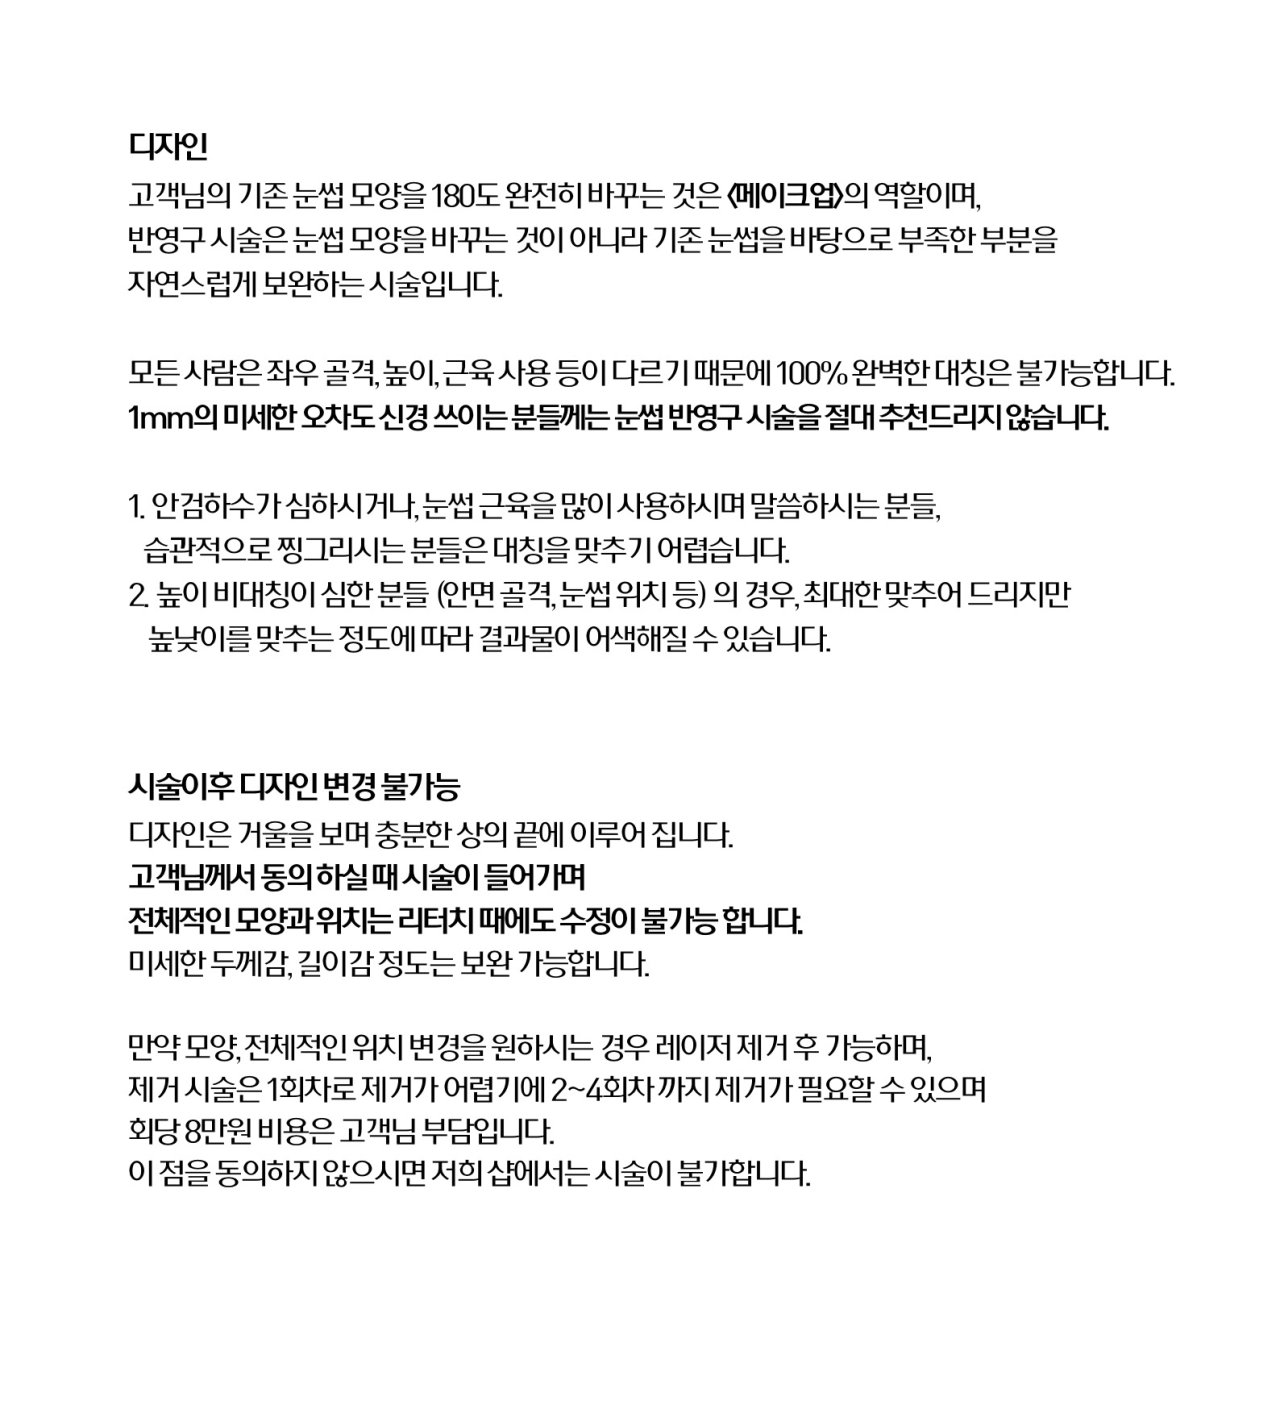 디자인
고객님의 기존 눈썹 모양을 180도 완전히 바꾸는 것은 <메이크업>의 역할이며,
반영구 시술은 눈썹 모양을 바꾸는 것이 아니라 기존 눈썹을 바탕으로 부족한 부분을
자연스럽게 보완하는 시술입니다.
모든 사람은 좌우 골격, 높이, 근육 사용 등이 다르기 때문에 100% 완벽한 대칭은 불가능합니다.
1mm의 미세한 오차도 신경 쓰이는 분들께는 눈썹 반영구 시술을 절대 추천드리지 않습니다.
1. 안검하수가 심하시거나, 눈썹 근육을 많이 사용하시며 말씀하시는 분들,
습관적으로 찡그리시는 분들은 대칭을 맞추기 어렵습니다.
2. 높이 비대칭이 심한 분들 (안면 골격, 눈썹 위치 등) 의 경우, 최대한 맞추어 드리지만
높낮이를 맞추는 정도에 따라 결과물이 어색해질 수 있습니다.
시술이후 디자인 변경 불가능
디자인은 거울을 보며 충분한 상의 끝에 이루어 집니다.
고객님께서 동의 하실 때 시술이 들어가며
전체적인 모양과 위치는 리터치 때에도 수정이 불가능 합니다.
미세한 두께감, 길이감 정도는 보완 가능합니다.
만약 모양, 전체적인 위치 변경을 원하시는 경우 레이저 제거 후 가능하며,
제거 시술은 1회차로 제거가 어렵기에 2~4회차 까지 제거가 필요할 수 있으며
회당 8만원 비용은 고객님 부담입니다.
이 점을 동의하지 않으시면 저희 샵에서는 시술이 불가합니다.